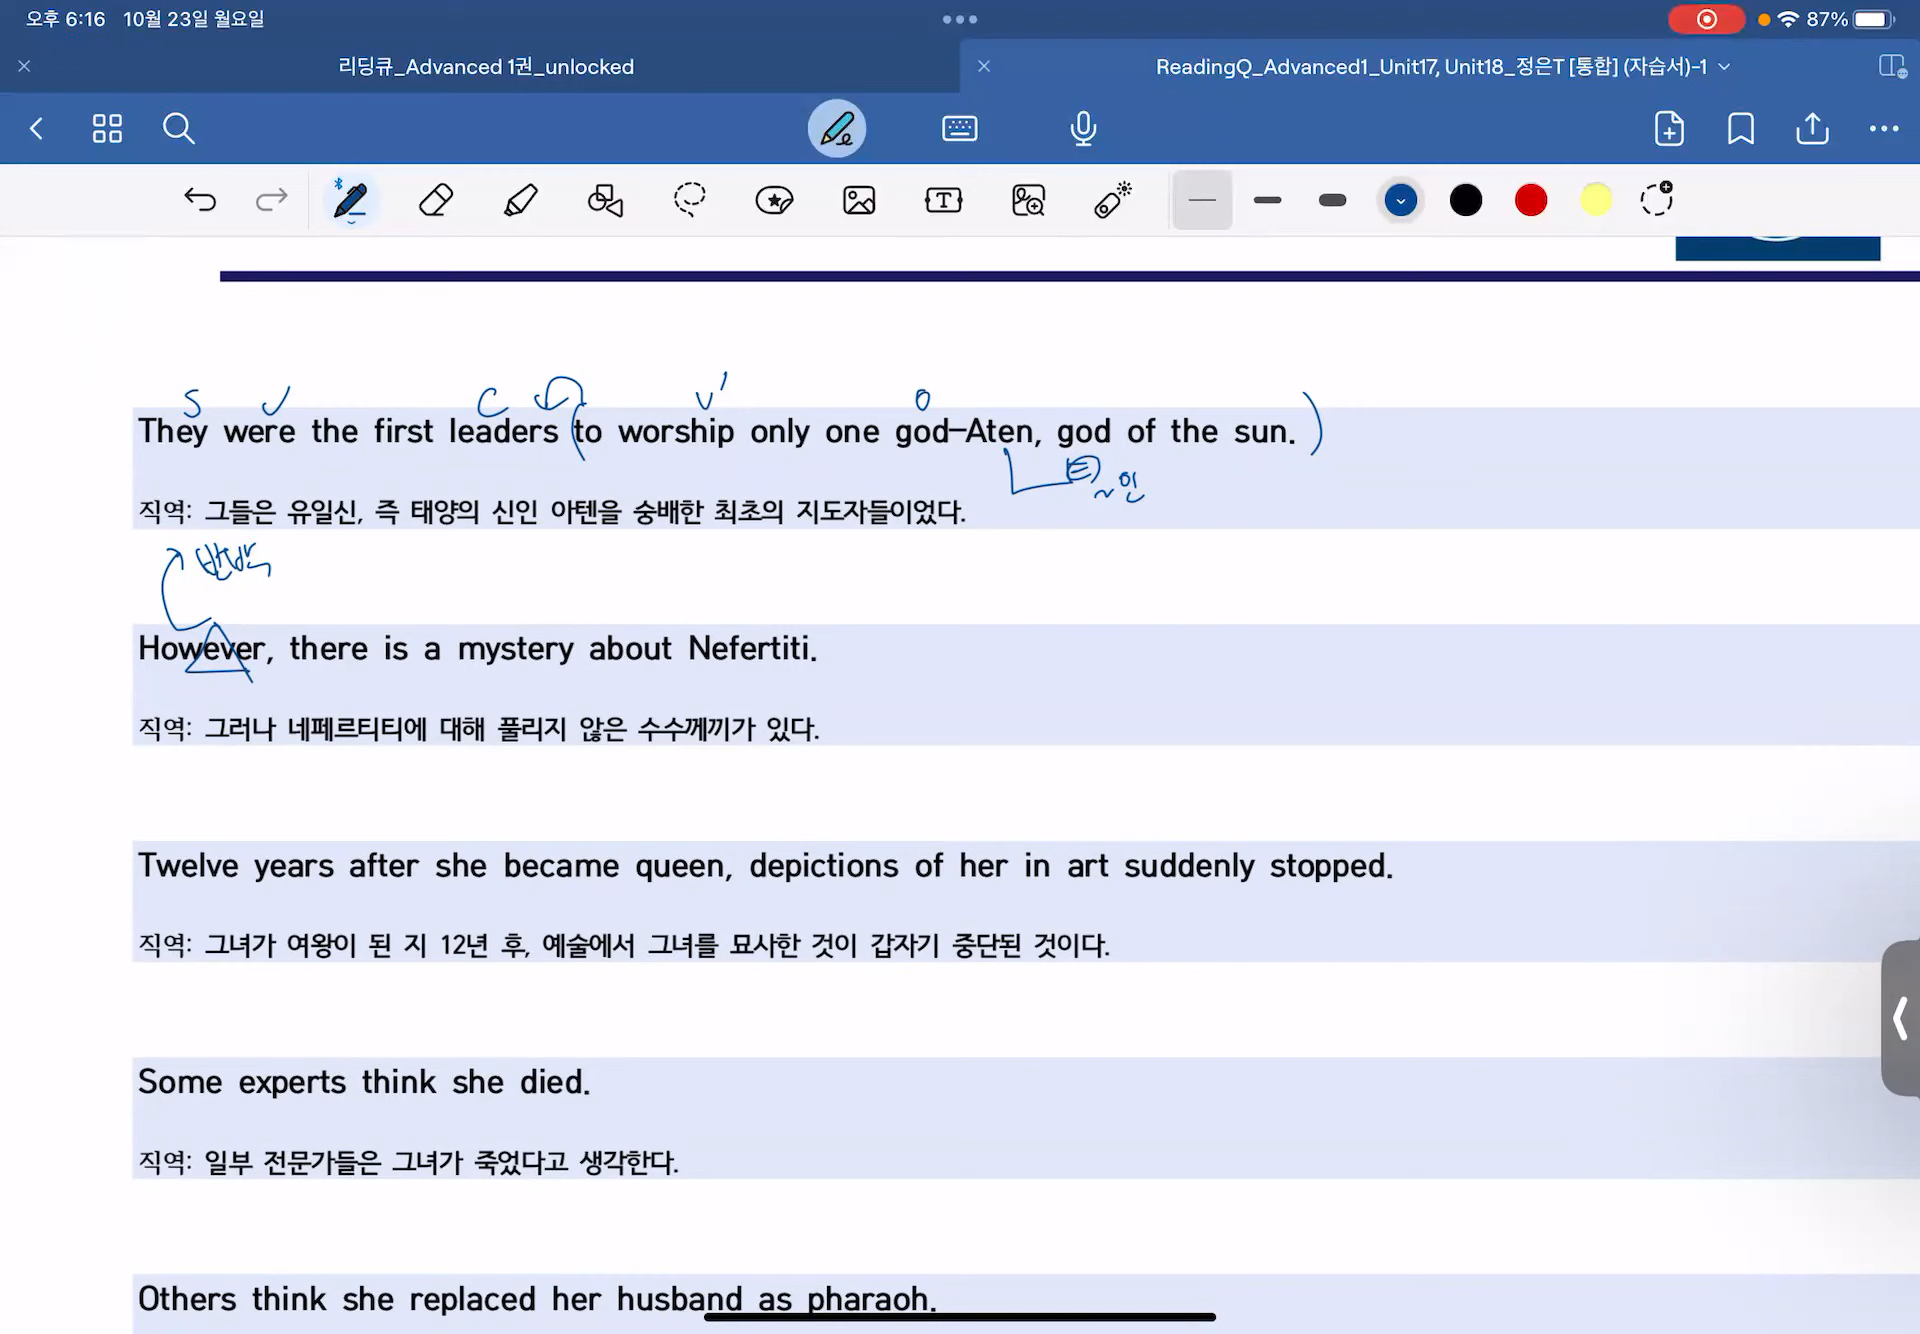 오후 6:16 10월 23일 월요일
87%
리딩큐_Advanced 1권_unlocked
ReadingQ_Advanced1_Unit17, Unit18_정은T [통합] (자습서)-1
S V C V' O
They were the first leaders (to worship only one god—Aten, god of the sun.)
~인
직역: 그들은 유일신, 즉 태양의 신인 아텐을 숭배한 최초의 지도자들이었다.
반박
However, there is a mystery about Nefertiti.
직역: 그러나 네페르티티에 대해 풀리지 않은 수수께끼가 있다.
Twelve years after she became queen, depictions of her in art suddenly stopped.
직역: 그녀가 여왕이 된 지 12년 후, 예술에서 그녀를 묘사한 것이 갑자기 중단된 것이다.
Some experts think she died.
직역: 일부 전문가들은 그녀가 죽었다고 생각한다.
Others think she replaced her husband as pharaoh.